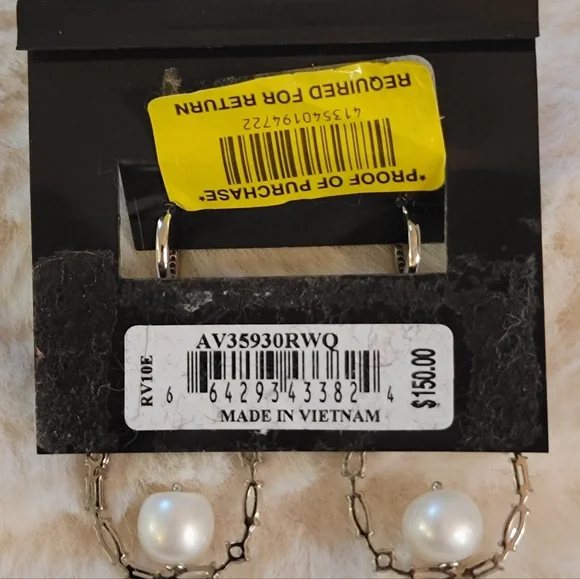 *PROOF OF PURCHASE*
413540194722
REQUIRED FOR RETURN
AV35930RWQ
RV10E
6 64293 43382 4
$150.00
MADE IN VIETNAM